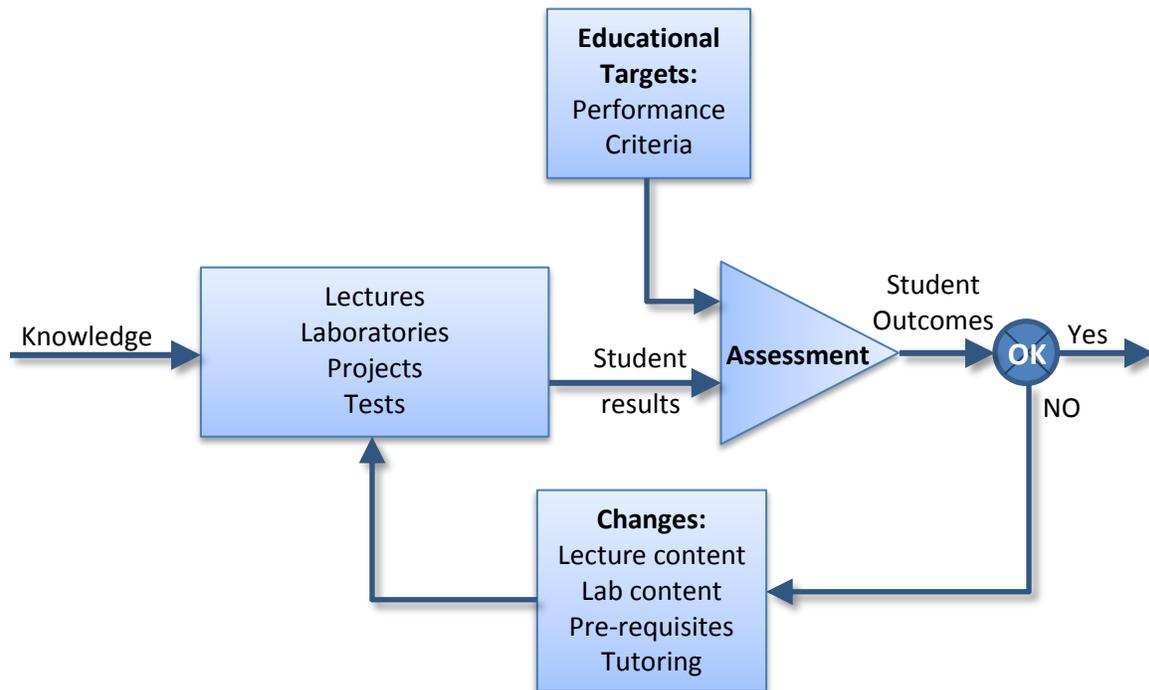 Educational
Targets:
Performance
Criteria
Knowledge
Lectures
Laboratories
Projects
Tests
Student
results
Assessment
Student
Outcomes
OK
Yes
NO
Changes:
Lecture content
Lab content
Pre-requisites
Tutoring